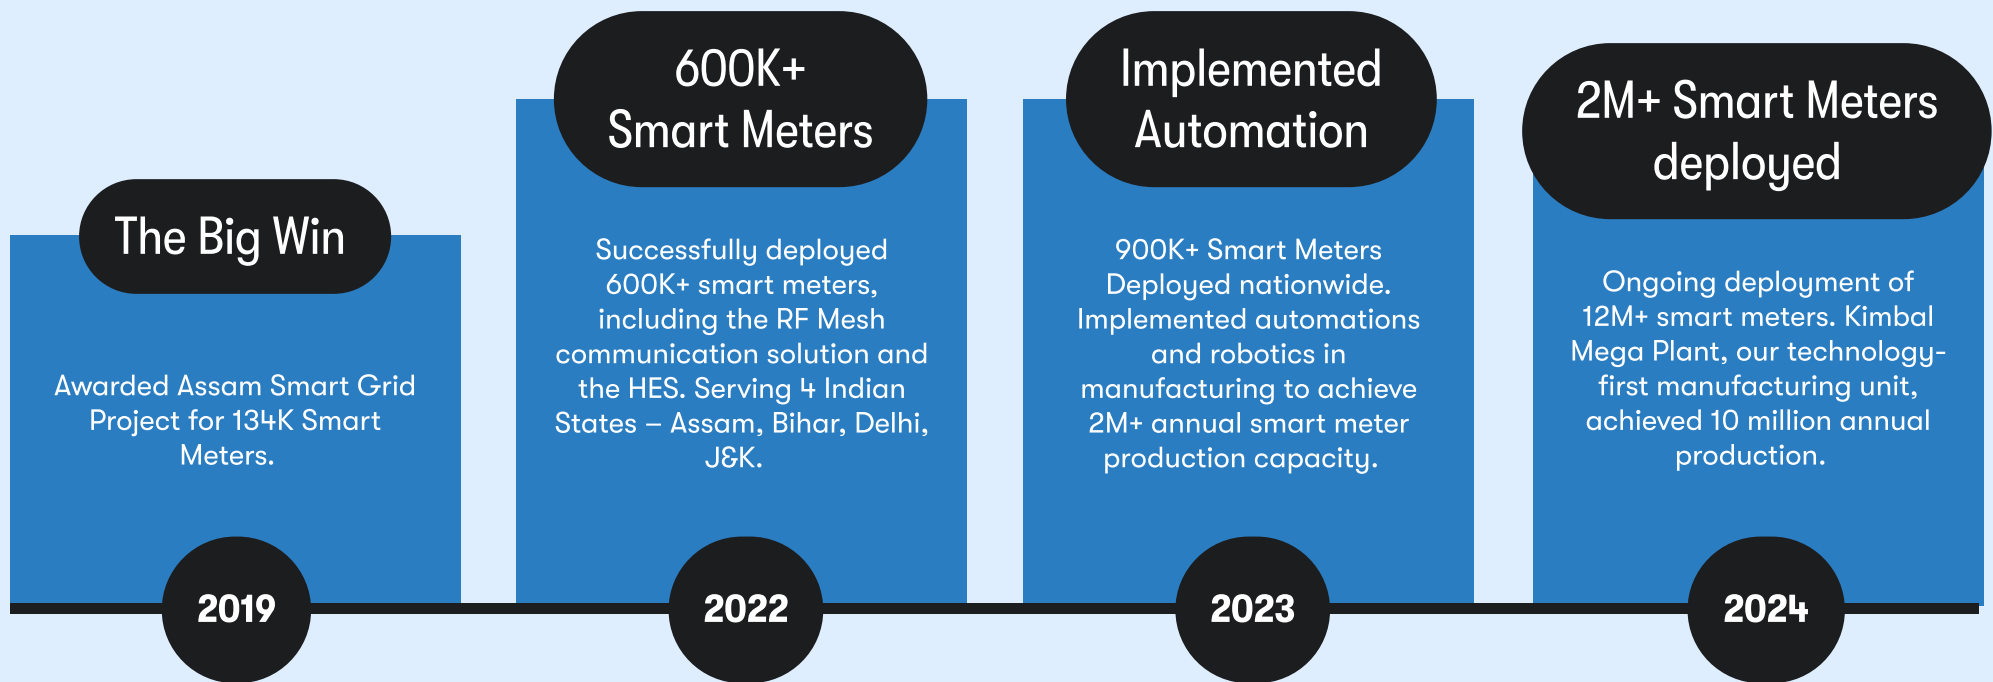 The Big Win
Awarded Assam Smart Grid
Project for 134K Smart
Meters.
2019
600K+
Smart Meters
Successfully deployed
600K+ smart meters,
including the RF Mesh
communication solution and
the HES. Serving 4 Indian
States – Assam, Bihar, Delhi,
J&K.
2022
Implemented
Automation
900K+ Smart Meters
Deployed nationwide.
Implemented automations
and robotics in
manufacturing to achieve
2M+ annual smart meter
production capacity.
2023
2M+ Smart Meters
deployed
Ongoing deployment of
12M+ smart meters. Kimbal
Mega Plant, our technology-
first manufacturing unit,
achieved 10 million annual
production.
2024